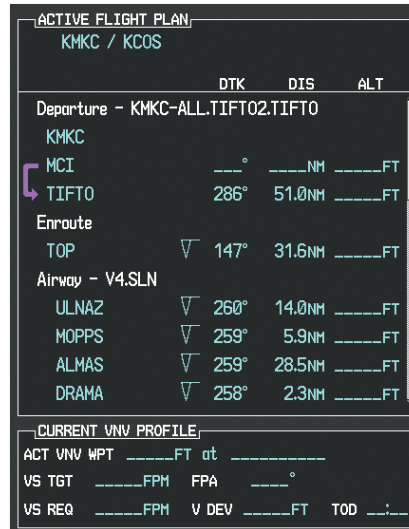 ACTIVE FLIGHT PLAN
KMKC / KCOS
DTK DIS ALT
Departure - KMKC-ALL.TIFTO2.TIFTO
KMKC
MCI ___° ____NM _____FT
TIFTO 286° 51.0NM _____FT
Enroute
TOP 147° 31.6NM _____FT
Airway - V4.SLN
ULNAZ 260° 14.0NM _____FT
MOPPS 259° 5.9NM _____FT
ALMAS 259° 28.5NM _____FT
DRAMA 258° 2.3NM _____FT
CURRENT VNV PROFILE
ACT VNV WPT _____FT at __________
VS TGT _____FPM FPA ____°
VS REQ _____FPM V DEV _____FT TOD __:__